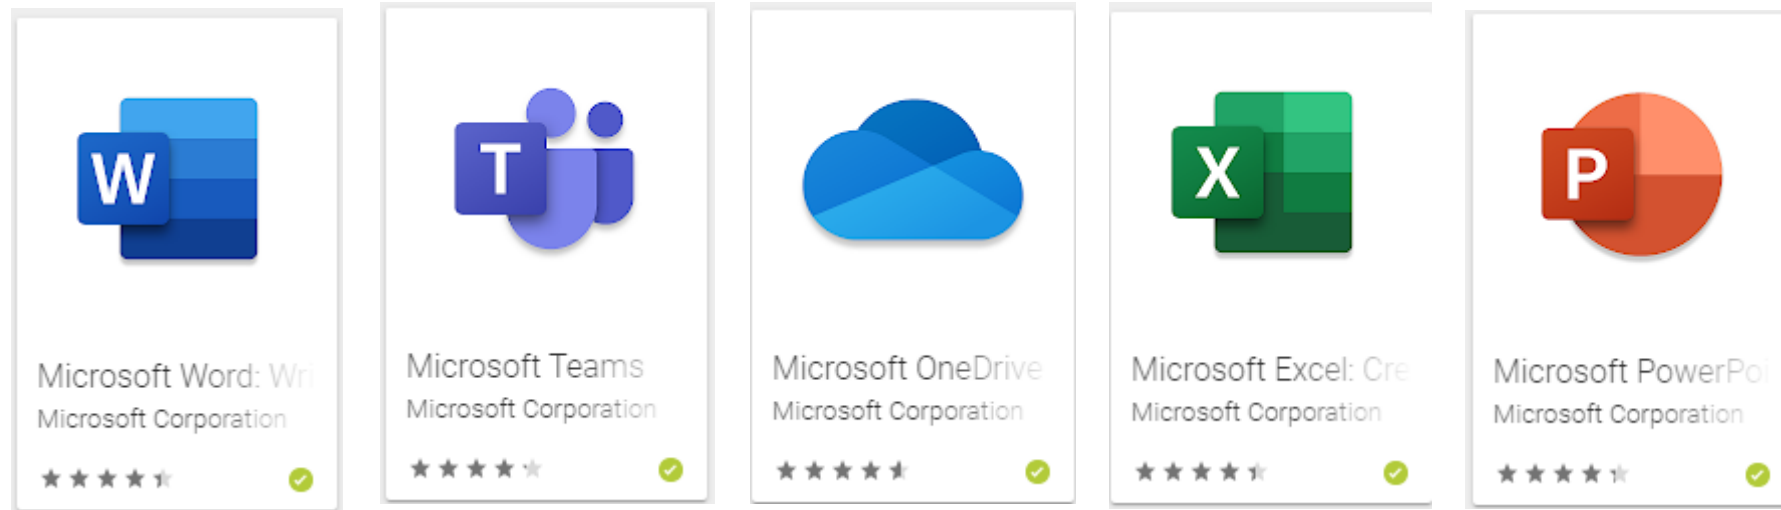 W
Microsoft Word: Wri
Microsoft Corporation
T
Microsoft Teams
Microsoft Corporation
Microsoft OneDrive
Microsoft Corporation
X
Microsoft Excel: Cre
Microsoft Corporation
P
Microsoft PowerPoi
Microsoft Corporation